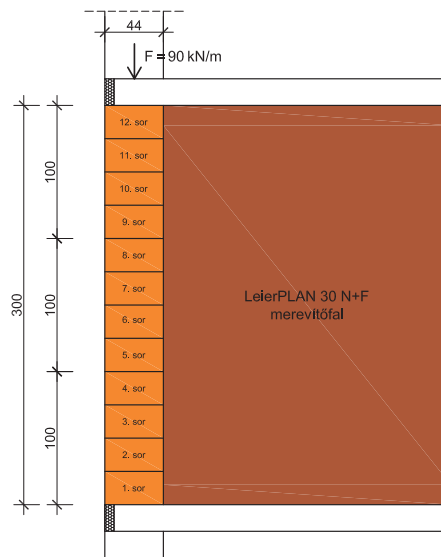 44
F = 90 kN/m
12. sor
11. sor
10. sor
9. sor
8. sor
7. sor
6. sor
5. sor
4. sor
3. sor
2. sor
1. sor
100
100
100
300
LeierPLAN 30 N+F
merevítőfal